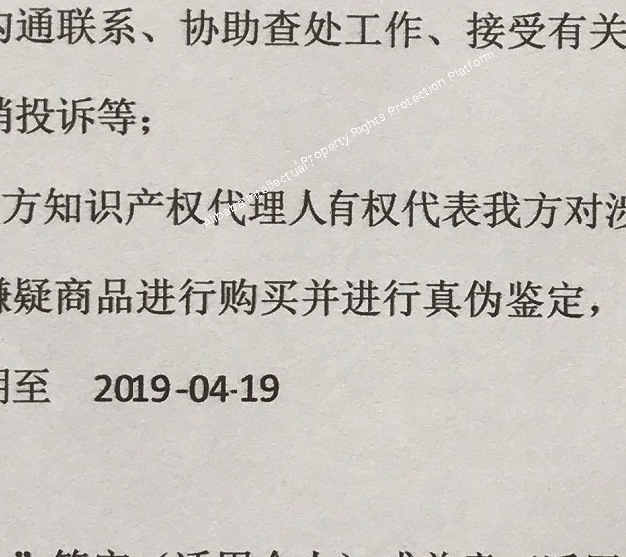 沟通联系、协助查处工作、接受有关
销投诉等；
方知识产权代理人有权代表我方对涉
嫌疑商品进行购买并进行真伪鉴定，
期至 2019-04-19
Alibaba Intellectual Property Rights Protection Platform